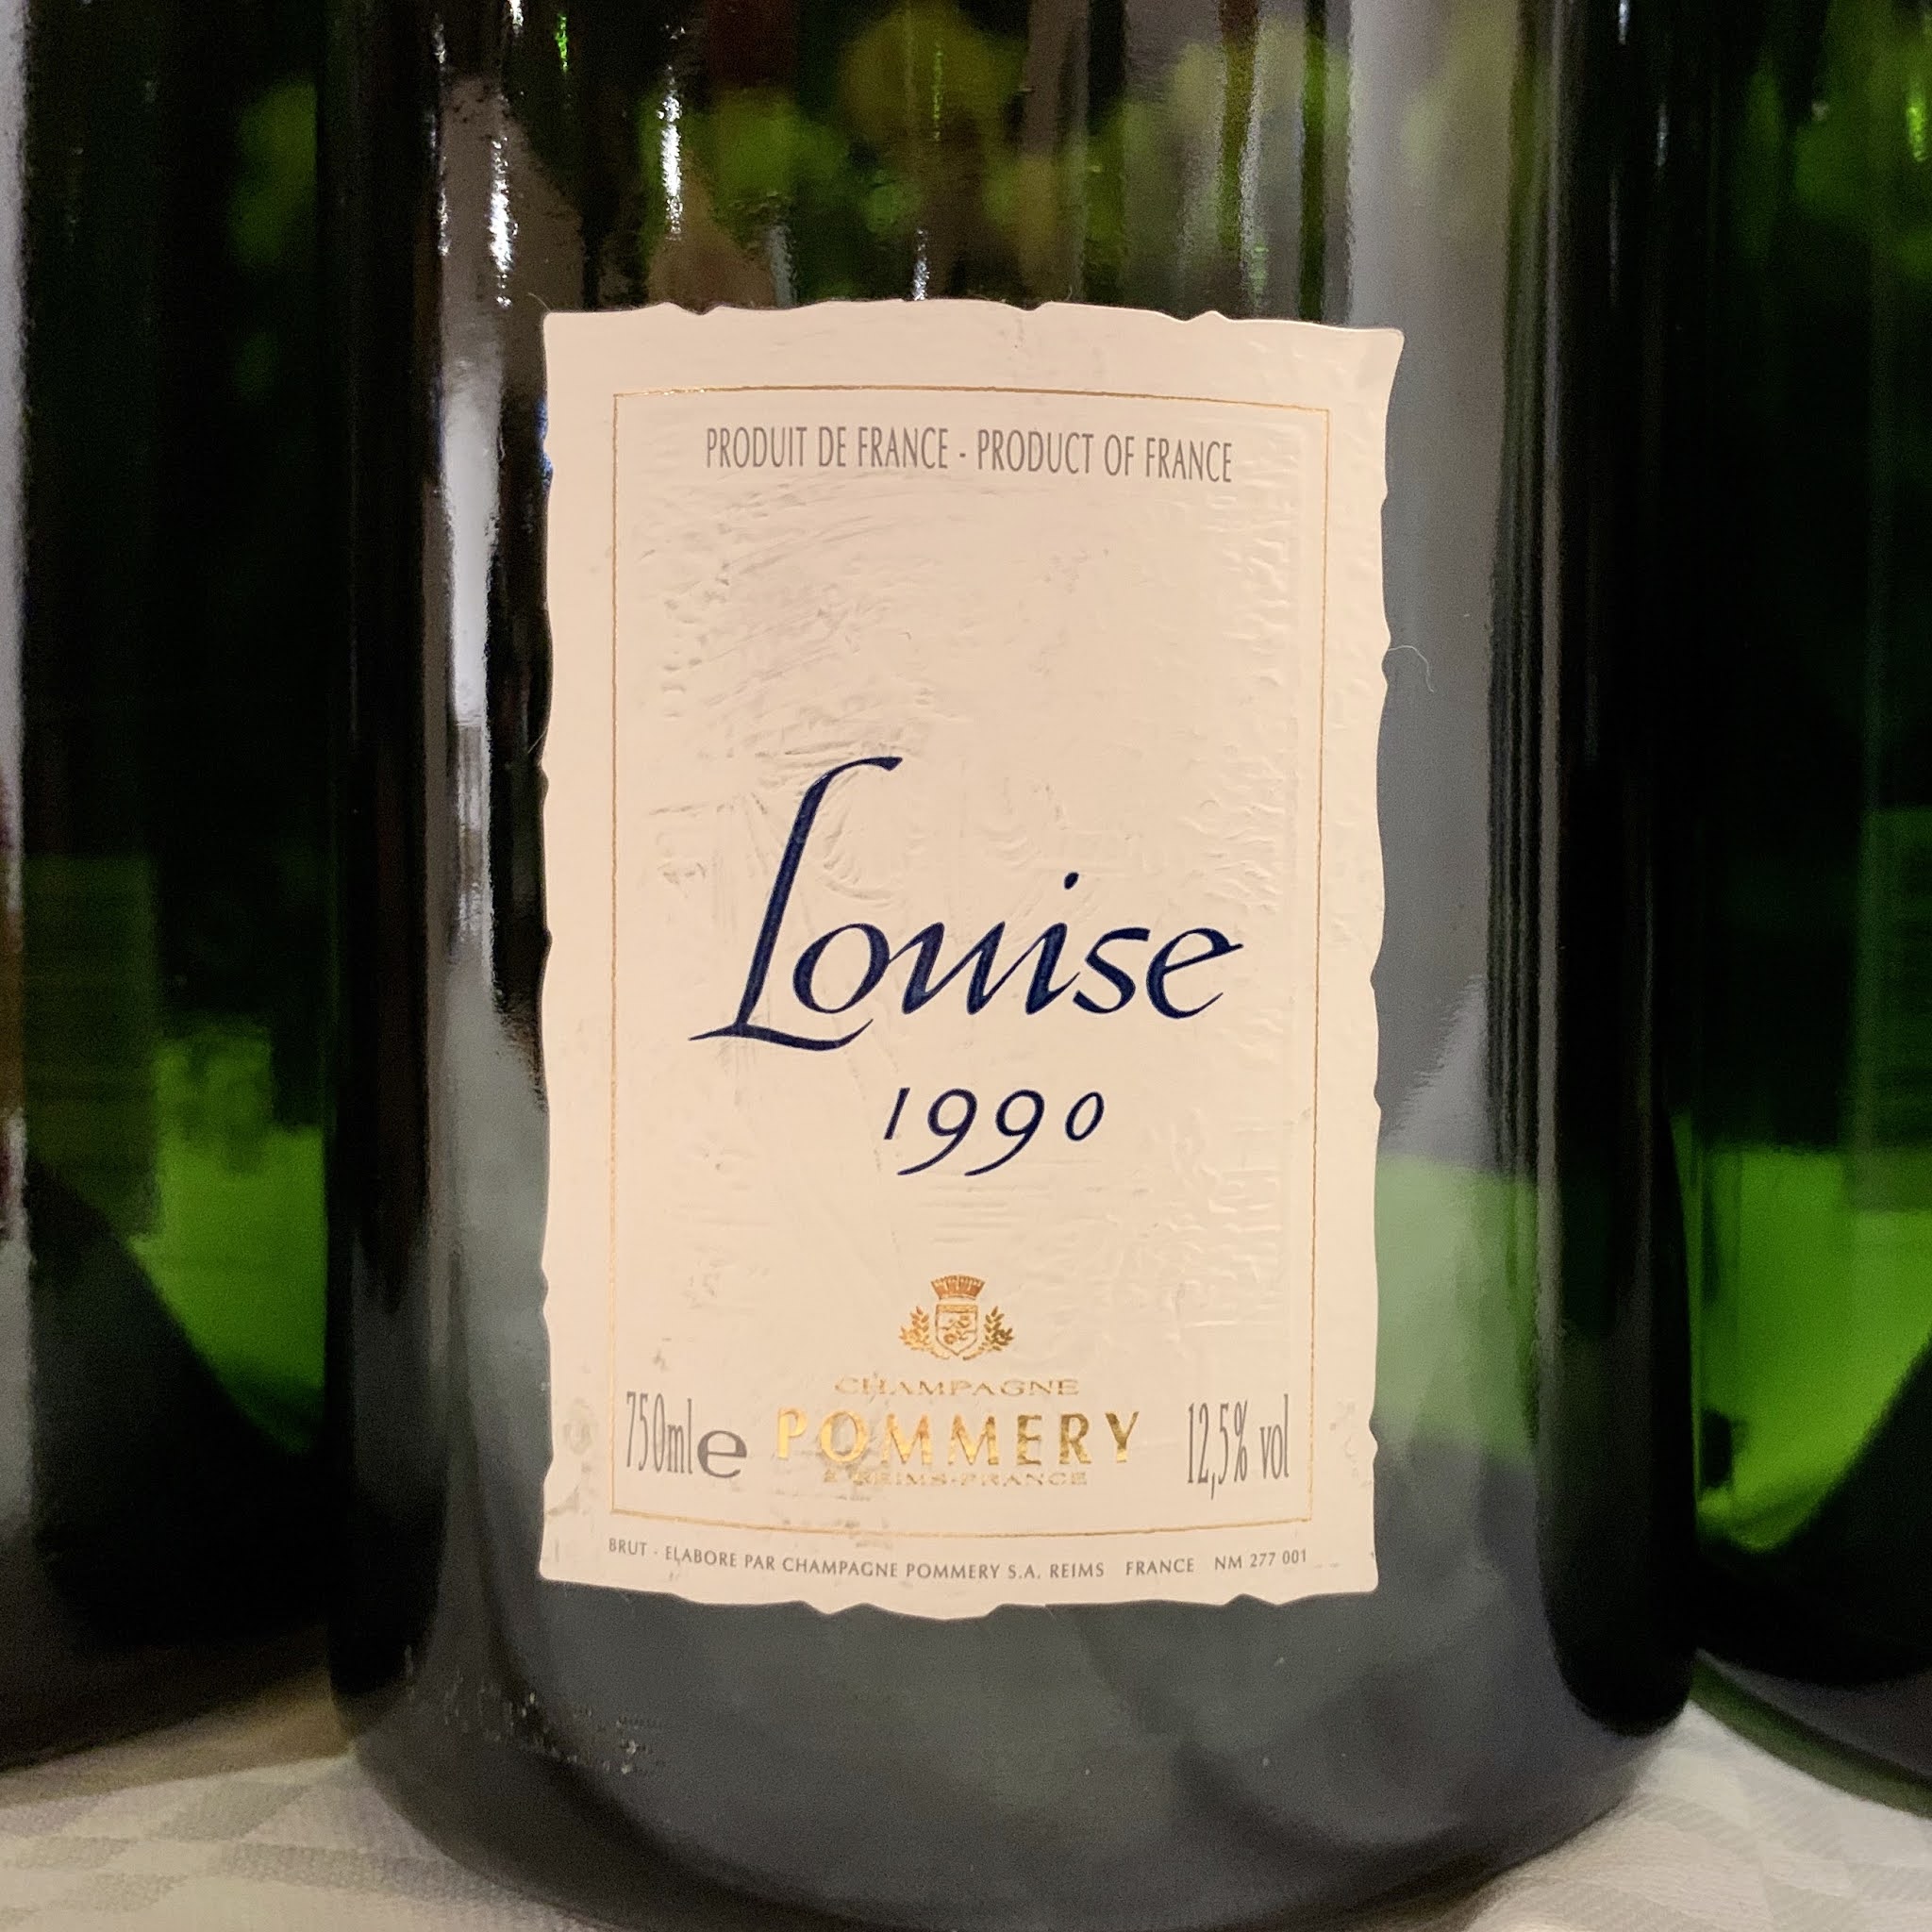 PRODUIT DE FRANCE - PRODUCT OF FRANCE
Louise
1990
CHAMPAGNE
750ml e POMMERY 12,5% vol
A REIMS-FRANCE
BRUT - ELABORE PAR CHAMPAGNE POMMERY S.A. REIMS FRANCE NM 277 001